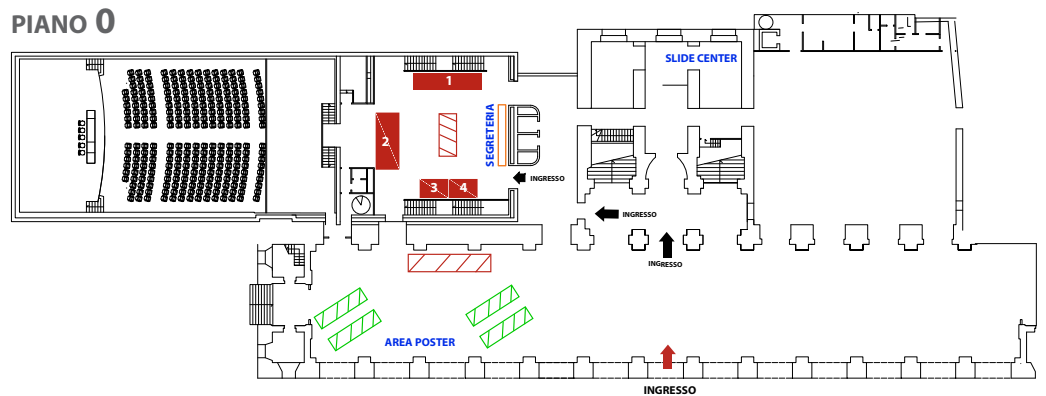 PIANO 0
SLIDE CENTER
1
2
SEGRETERIA
INGRESSO
3
4
INGRESSO
INGRESSO
AREA POSTER
INGRESSO